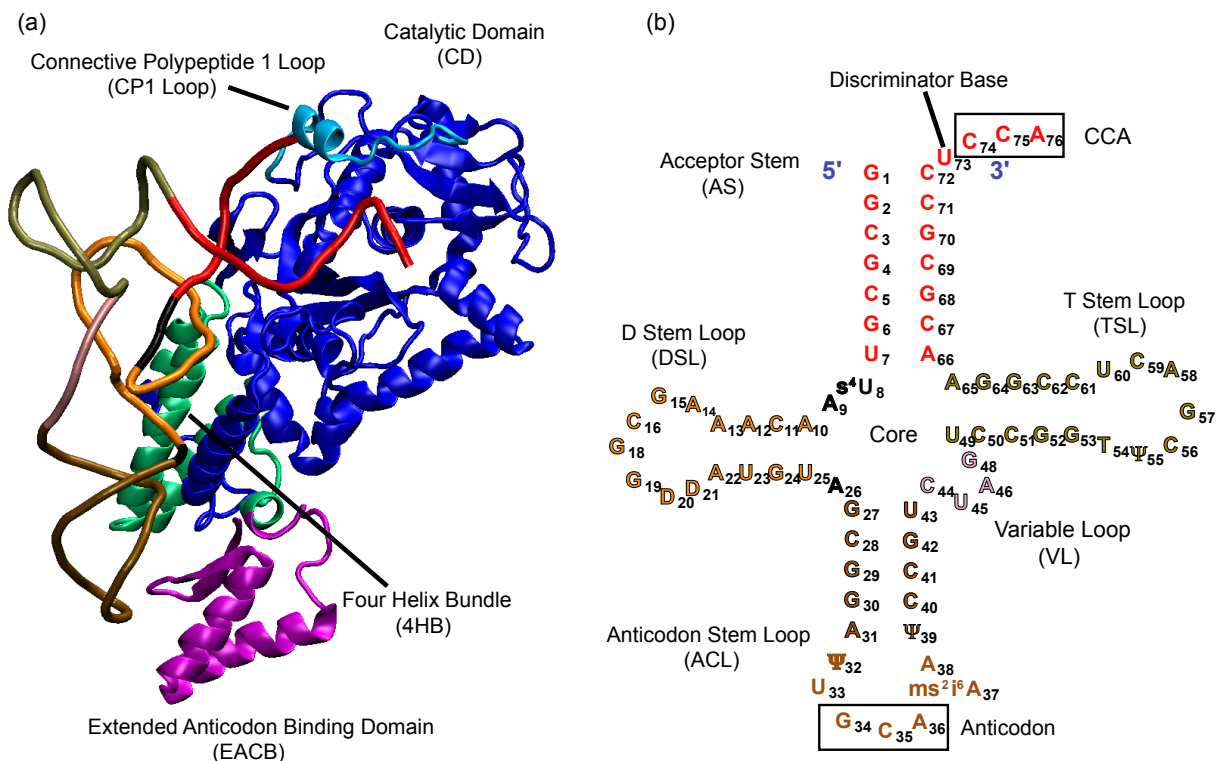 (a)
Catalytic Domain
(CD)
Connective Polypeptide 1 Loop
(CP1 Loop)
Four Helix Bundle
(4HB)
Extended Anticodon Binding Domain
(EACB)
(b)
Discriminator Base
C74 C75 A76
CCA
U73
Acceptor Stem
(AS)
5'
3'
G1 C72
G2 C71
C3 G70
G4 C69
C5 G68
G6 C67
U7 A66
T Stem Loop
(TSL)
D Stem Loop
(DSL)
s4U8
A9
Core
G15 A14 A13 A12 C11 A10
C16
G18
G19 D20 D21 A22 U23 G24 U25
A26
A65 G64 G63 C62 C61 U60 C59 A58
G57
U49 C50 C51 G52 G53 T54 Ψ55 C56
G48
C44 U45 A46
Variable Loop
(VL)
G27 U43
C28 G42
G29 C41
G30 C40
A31 Ψ39
Anticodon Stem Loop
(ACL)
Ψ32 A38
U33 ms2i6A37
G34 C35 A36
Anticodon